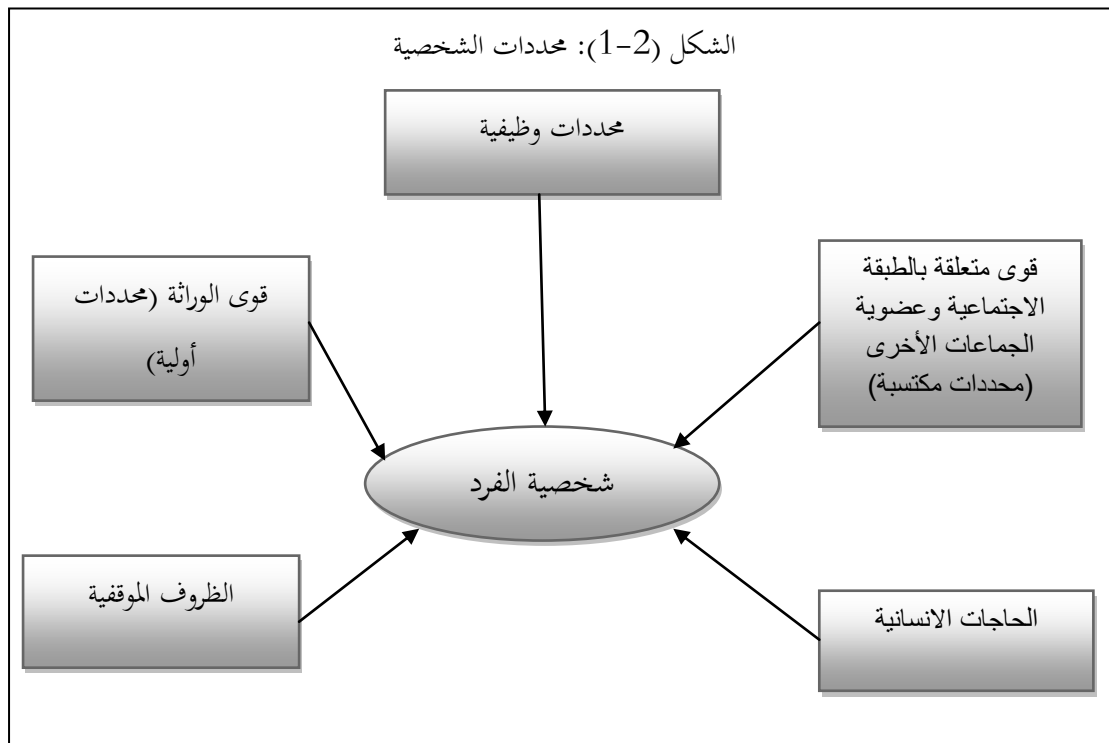 الشكل (2-1): محددات الشخصية
محددات وظيفية
قوى متعلقة بالطبقة
الاجتماعية وعضوية
الجماعات الأخرى
(محددات مكتسبة)
قوى الوراثة (محددات
أولية)
شخصية الفرد
الظروف الموقفية
الحاجات الانسانية